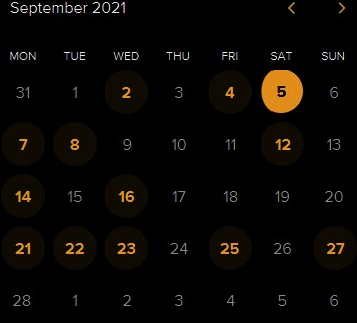 September 2021
MON TUE WED THU FRI SAT SUN
31 1 2 3 4 5 6
7 8 9 10 11 12 13
14 15 16 17 18 19 20
21 22 23 24 25 26 27
28 1 2 3 4 5 6